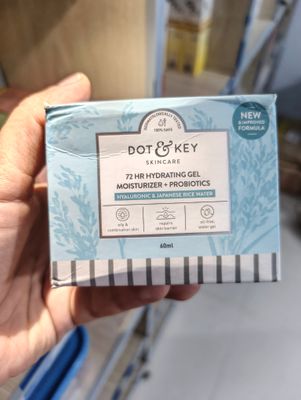 DERMATOLOGICALLY TESTED
100% SAFE
NEW
& IMPROVED
FORMULA
DOT & KEY
SKINCARE
72 HR HYDRATING GEL
MOISTURIZER + PROBIOTICS
HYALURONIC & JAPANESE RICE WATER
oily &
combination skin
repairs
skin barrier
oil-free,
water gel
60ml